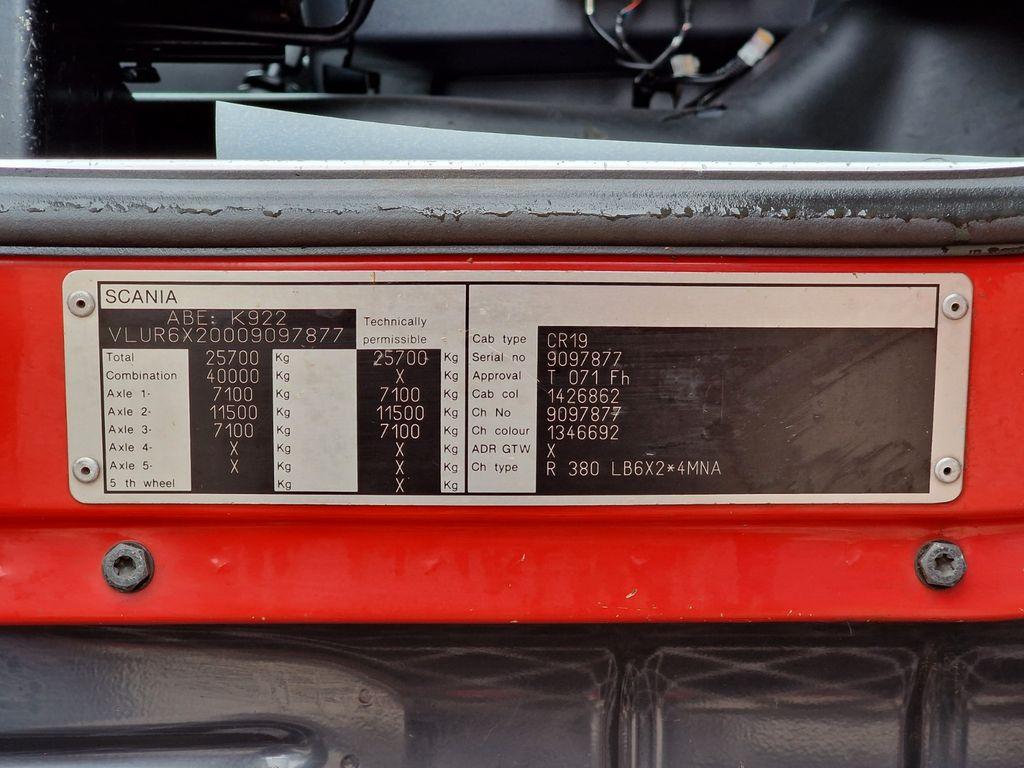 SCANIA
ABE: K922
VLUR6X20009097877
Technically
permissible
Total 25700 Kg 25700 Kg
Combination 40000 Kg X Kg
Axle 1- 7100 Kg 7100 Kg
Axle 2- 11500 Kg 11500 Kg
Axle 3- 7100 Kg 7100 Kg
Axle 4- X Kg X Kg
Axle 5- X Kg X Kg
5 th wheel Kg X Kg
Cab type CR19
Serial no 9097877
Approval T 071 Fh
Cab col 1426862
Ch No 9097877
Ch colour 1346692
ADR GTW X
Ch type R 380 LB6X2*4MNA